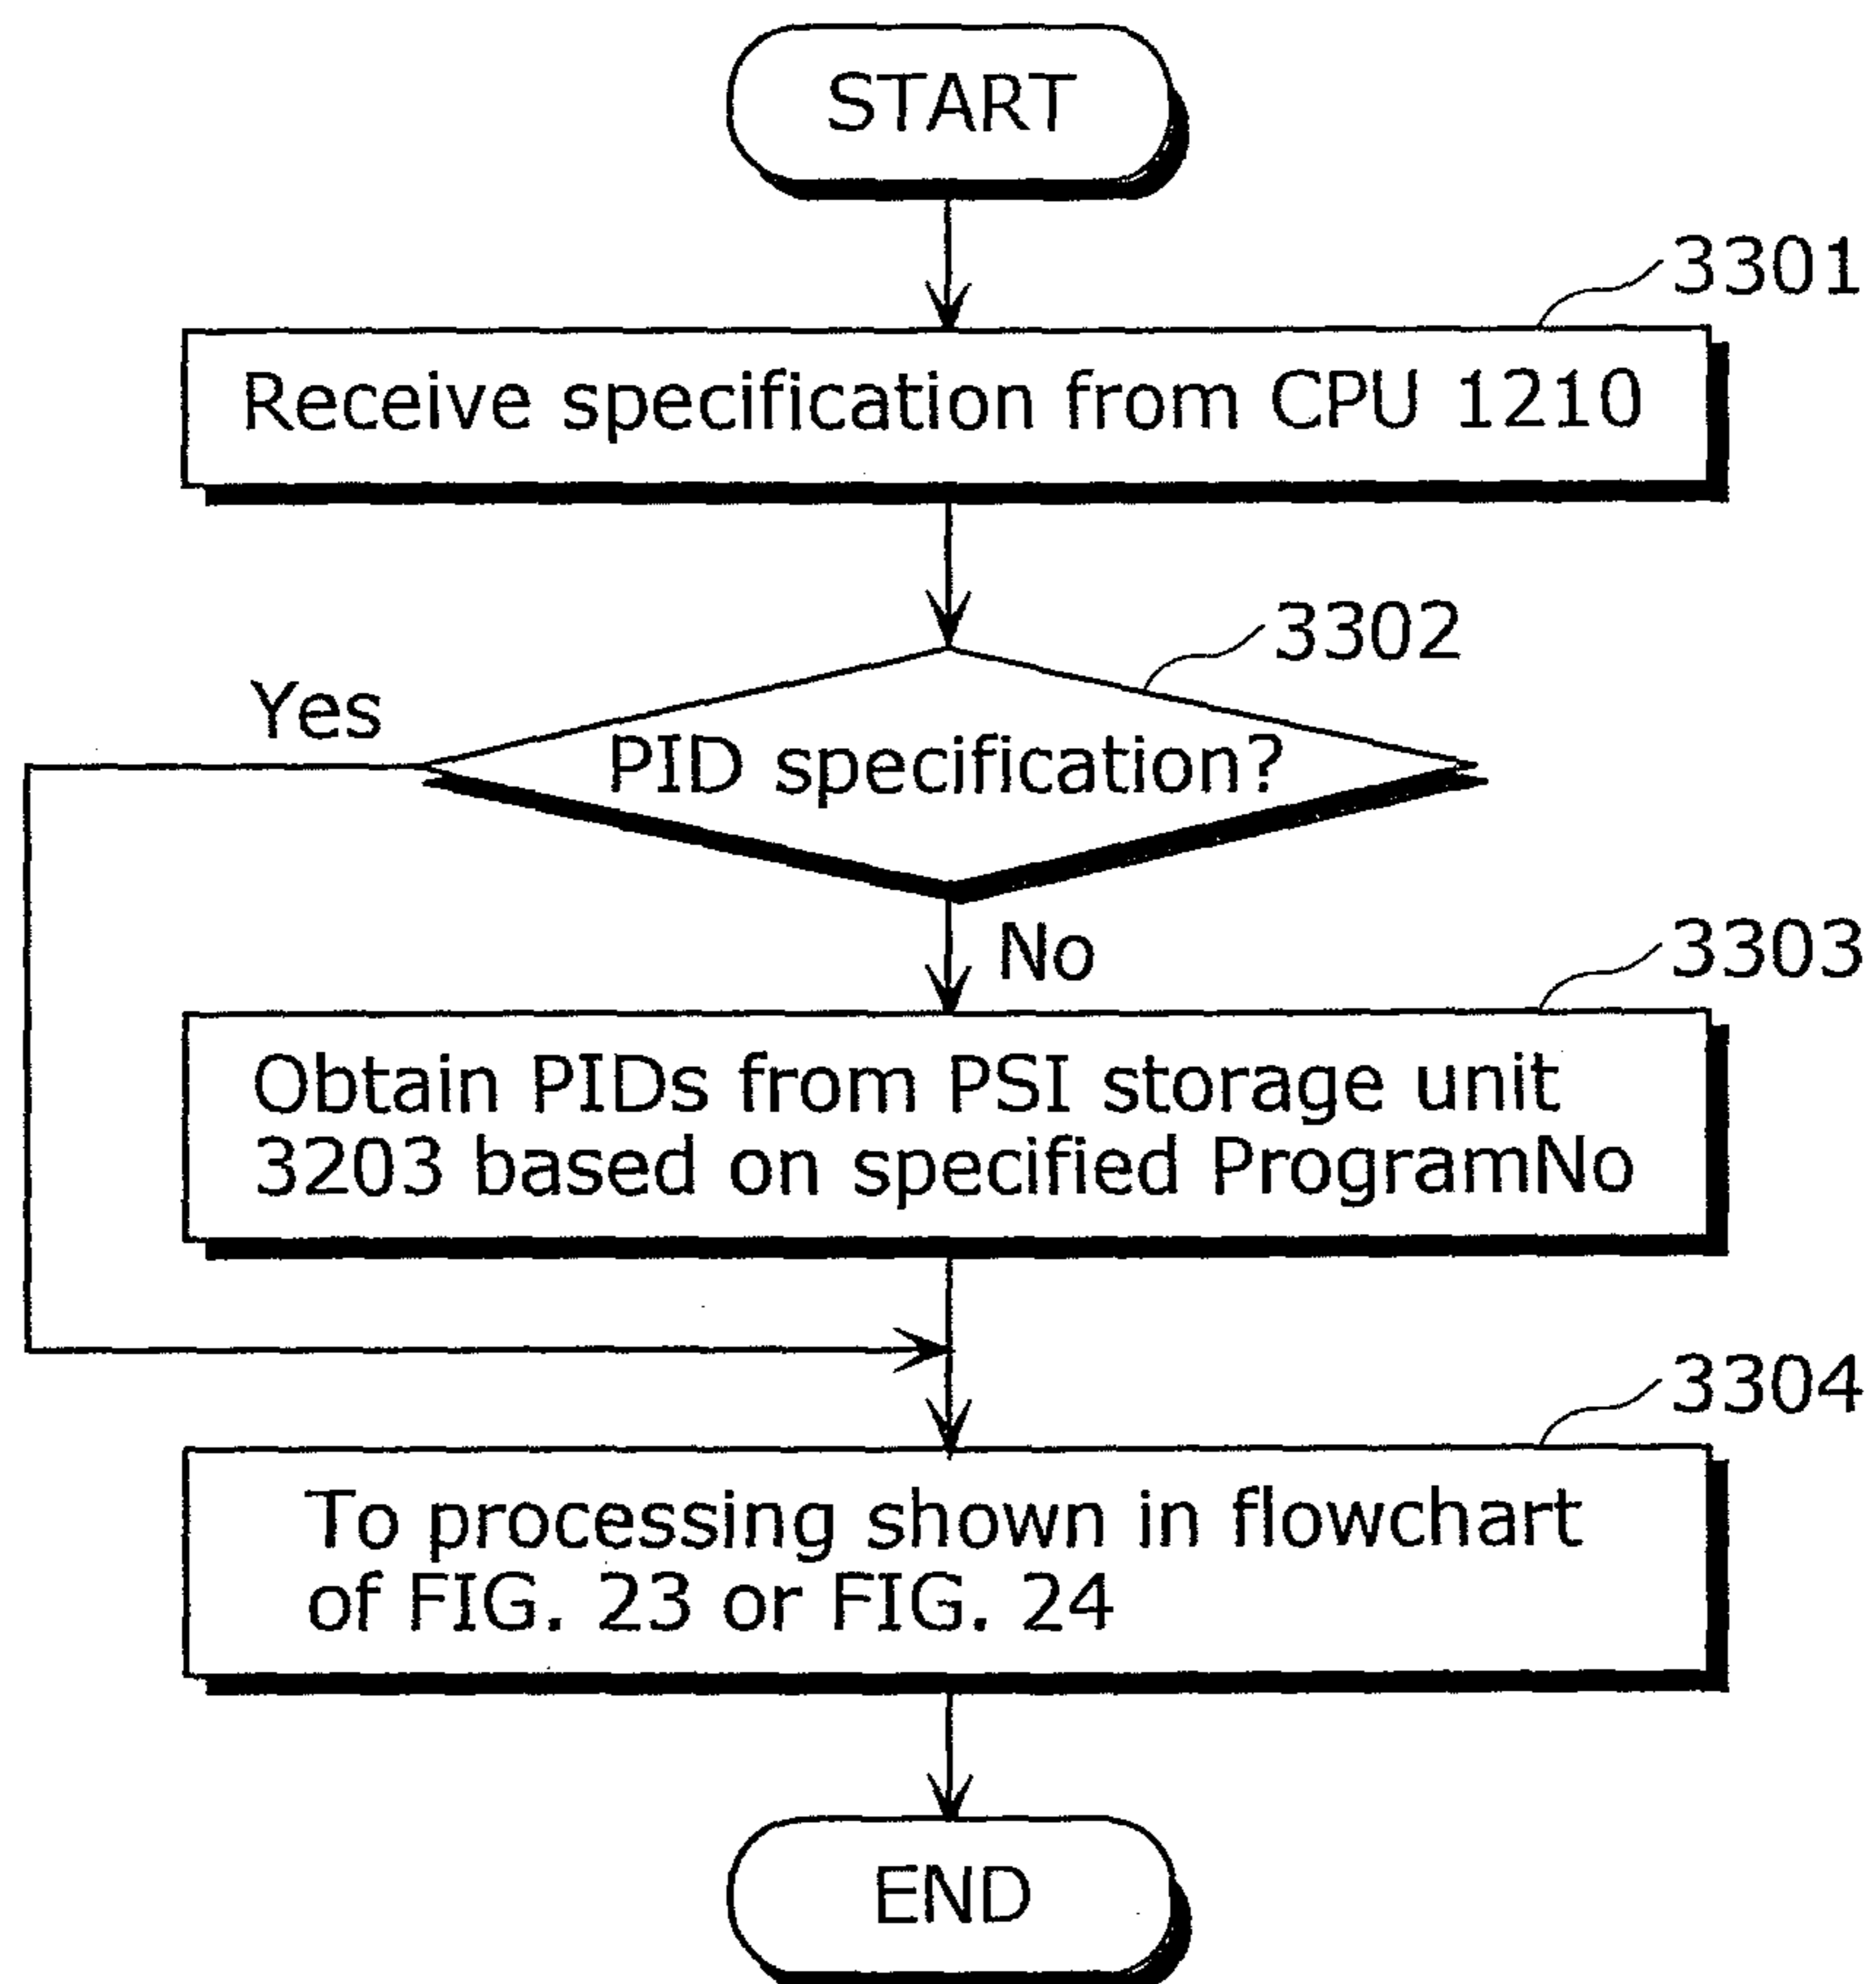 START
3301
Receive specification from CPU 1210
3302
Yes
PID specification?
No
3303
Obtain PIDs from PSI storage unit
3203 based on specified ProgramNo
3304
To processing shown in flowchart
of FIG. 23 or FIG. 24
END